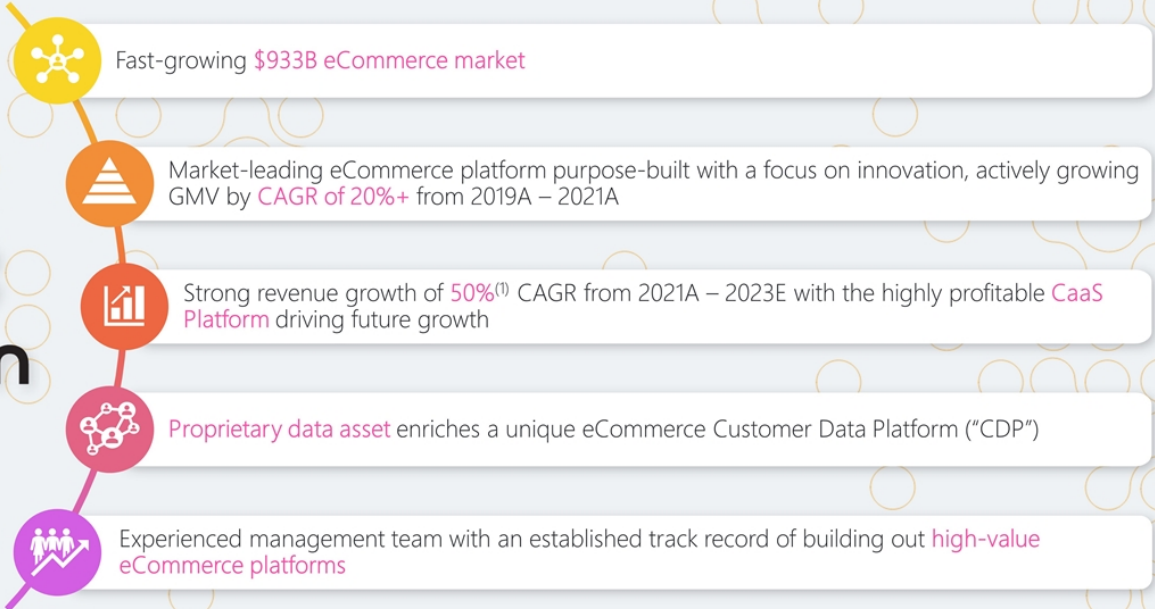 Fast-growing $933B eCommerce market
Market-leading eCommerce platform purpose-built with a focus on innovation, actively growing
GMV by CAGR of 20%+ from 2019A – 2021A
Strong revenue growth of 50%(1) CAGR from 2021A – 2023E with the highly profitable CaaS
Platform driving future growth
n
Proprietary data asset enriches a unique eCommerce Customer Data Platform (“CDP”)
Experienced management team with an established track record of building out high-value
eCommerce platforms